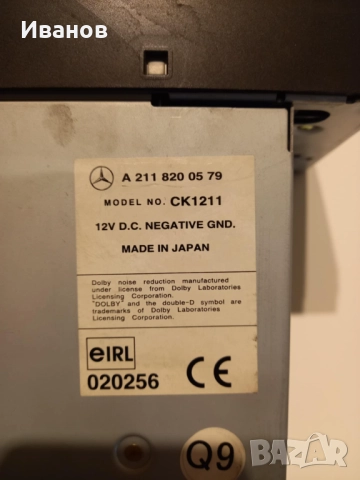 Иванов
A 211 820 05 79
MODEL NO. CK1211
12V D.C. NEGATIVE GND.
MADE IN JAPAN
Dolby noise reduction manufactured
under license from Dolby Laboratories
Licensing Corporation.
"DOLBY" and the double-D symbol are
trademarks of Dolby Laboratories
Licensing Corporation.
eIRL
020256
CE
Q9
BAZAR